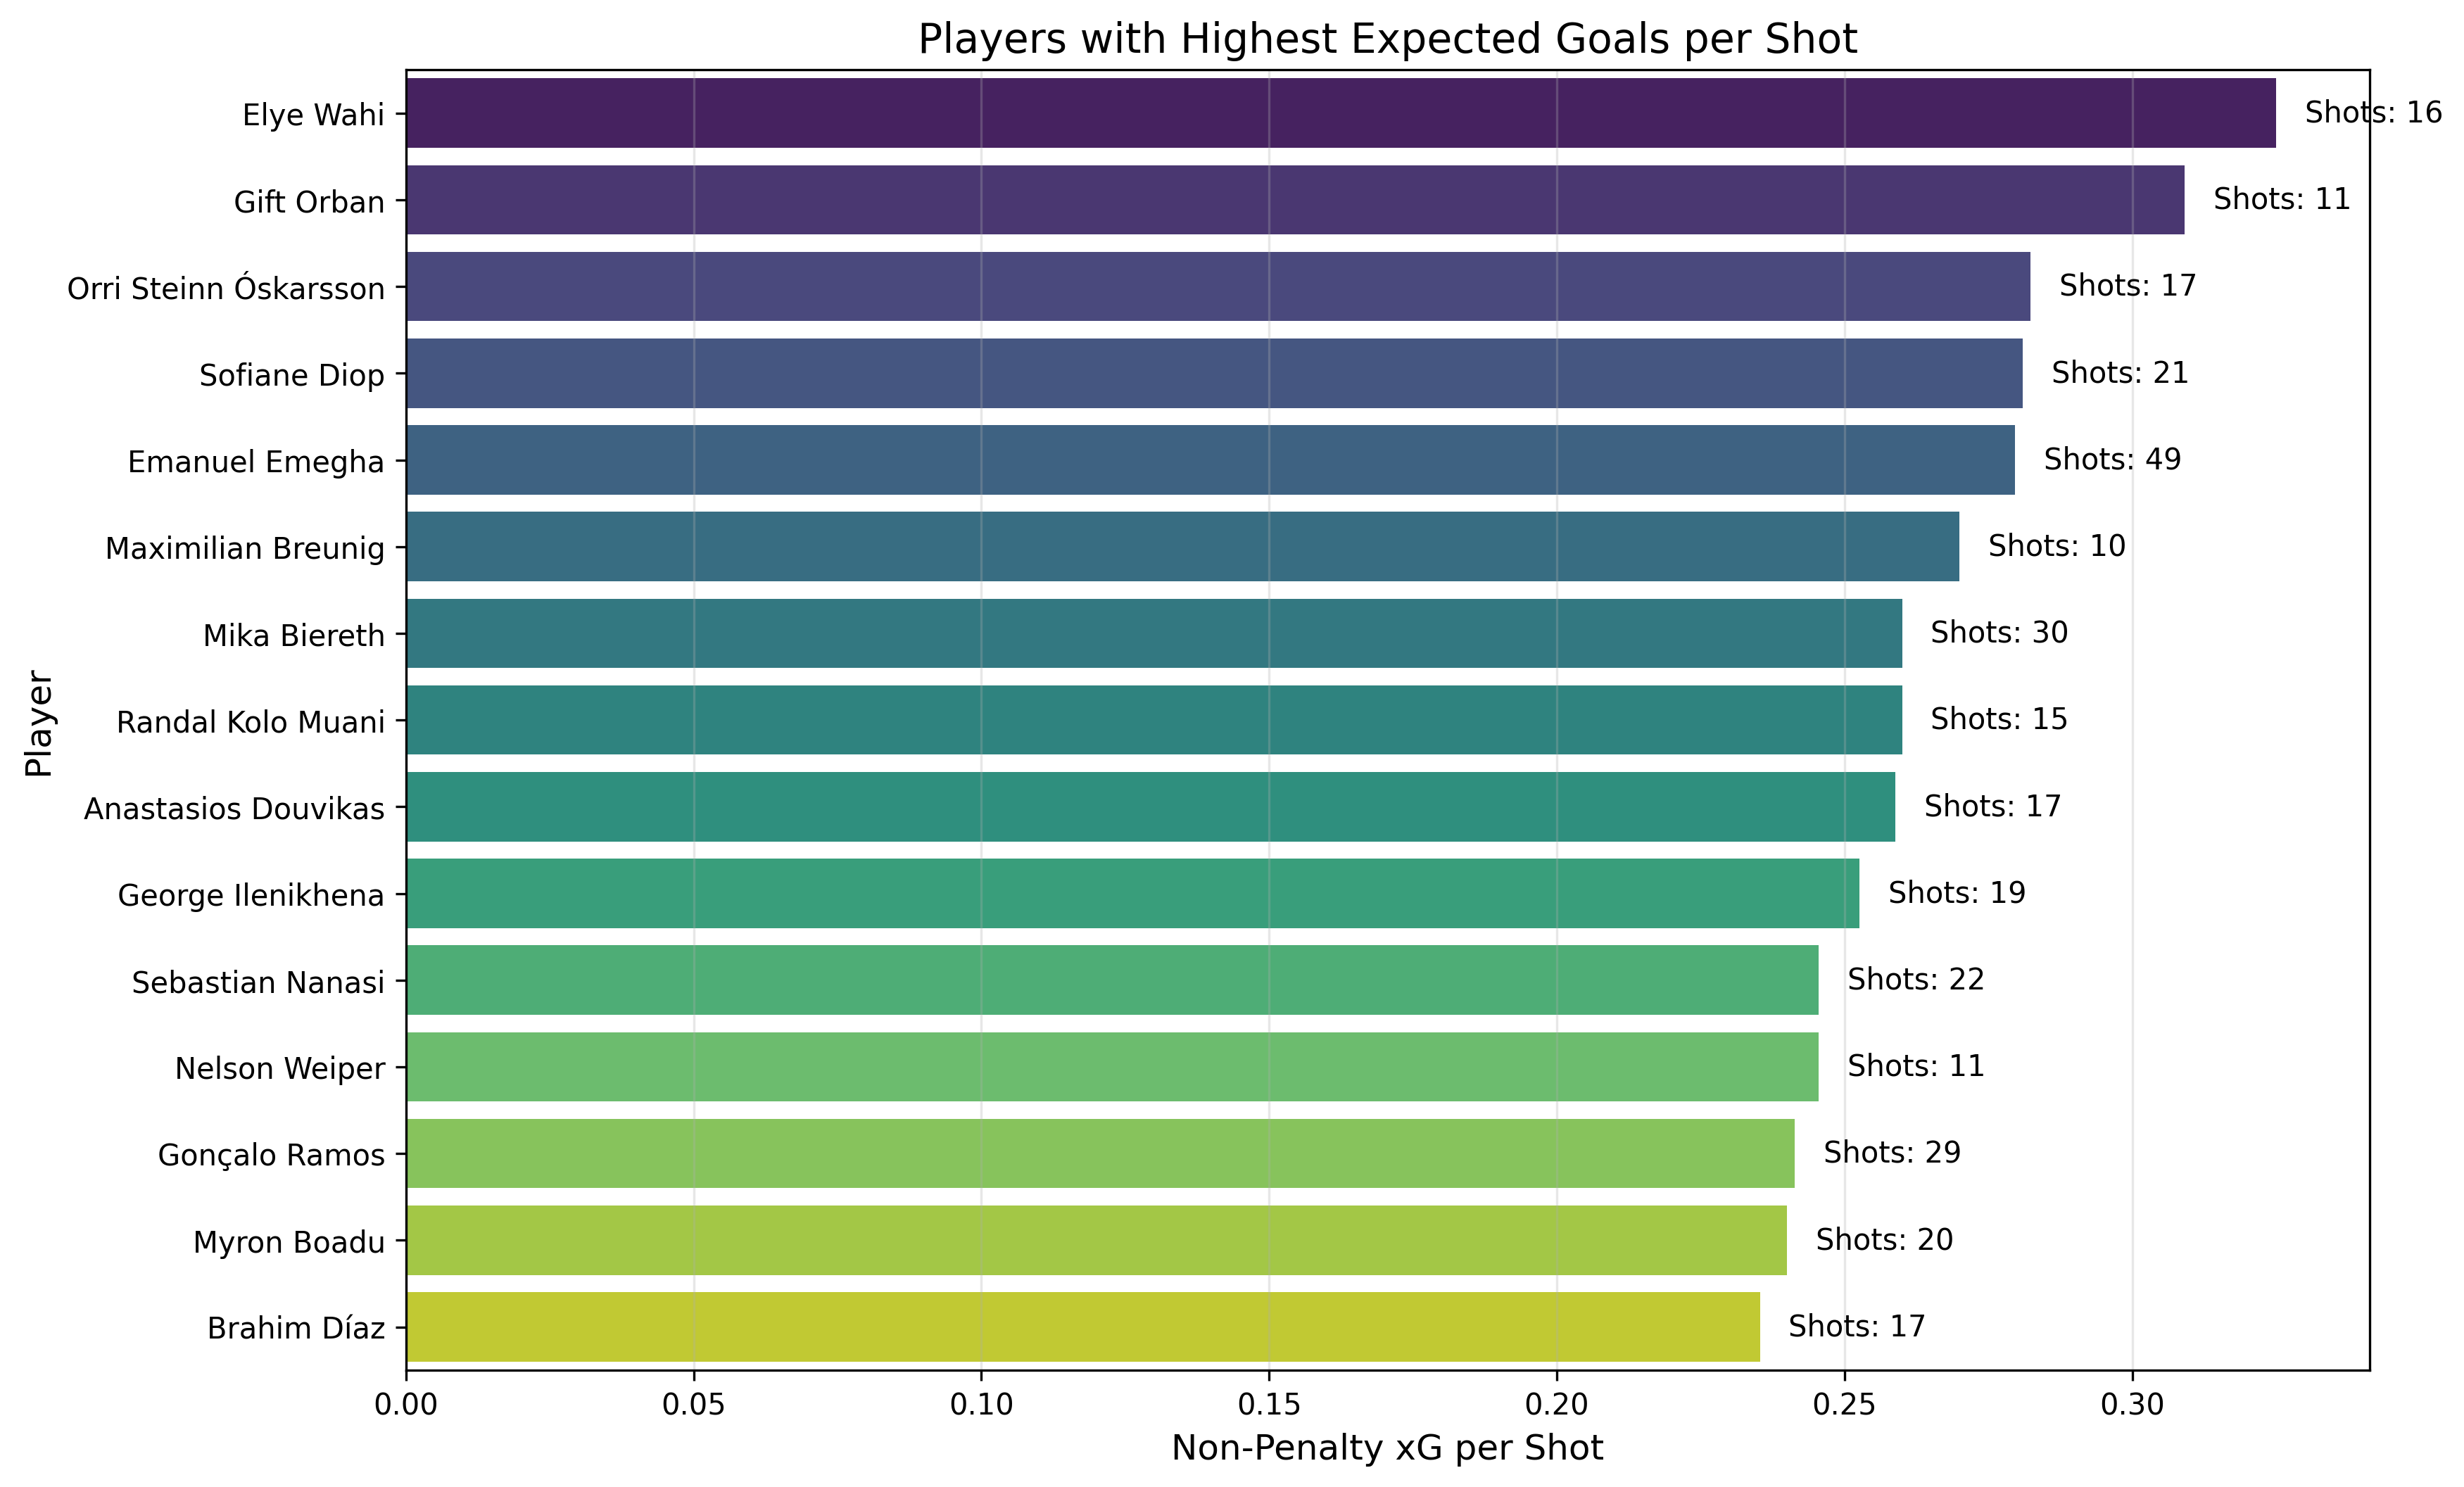 Players with Highest Expected Goals per Shot
Elye Wahi
Shots: 16
Gift Orban
Shots: 11
Orri Steinn Óskarsson
Shots: 17
Sofiane Diop
Shots: 21
Emanuel Emegha
Shots: 49
Maximilian Breunig
Shots: 10
Mika Biereth
Shots: 30
Randal Kolo Muani
Shots: 15
Anastasios Douvikas
Shots: 17
George Ilenikhena
Shots: 19
Sebastian Nanasi
Shots: 22
Nelson Weiper
Shots: 11
Gonçalo Ramos
Shots: 29
Myron Boadu
Shots: 20
Brahim Díaz
Shots: 17
Player
0.00 0.05 0.10 0.15 0.20 0.25 0.30
Non-Penalty xG per Shot